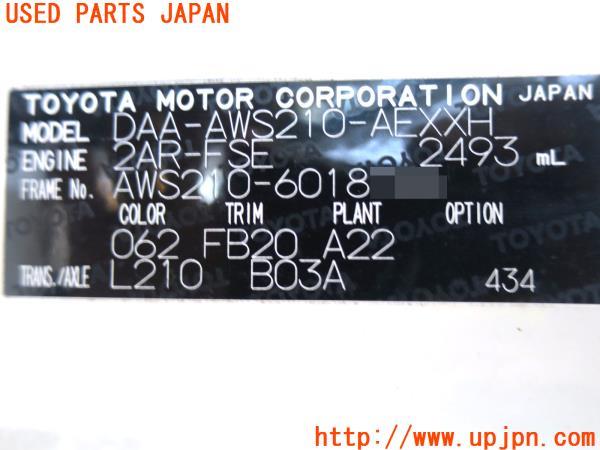 USED PARTS JAPAN
TOYOTA MOTOR CORPORATION JAPAN
MODEL DAA-AWS210-AEXXH
ENGINE 2AR-FSE 2493 mL
FRAME No. AWS210-6018
COLOR TRIM PLANT OPTION
062 FB20 A22
TRANS./AXLE L210 B03A 434
http://www.upjpn.com